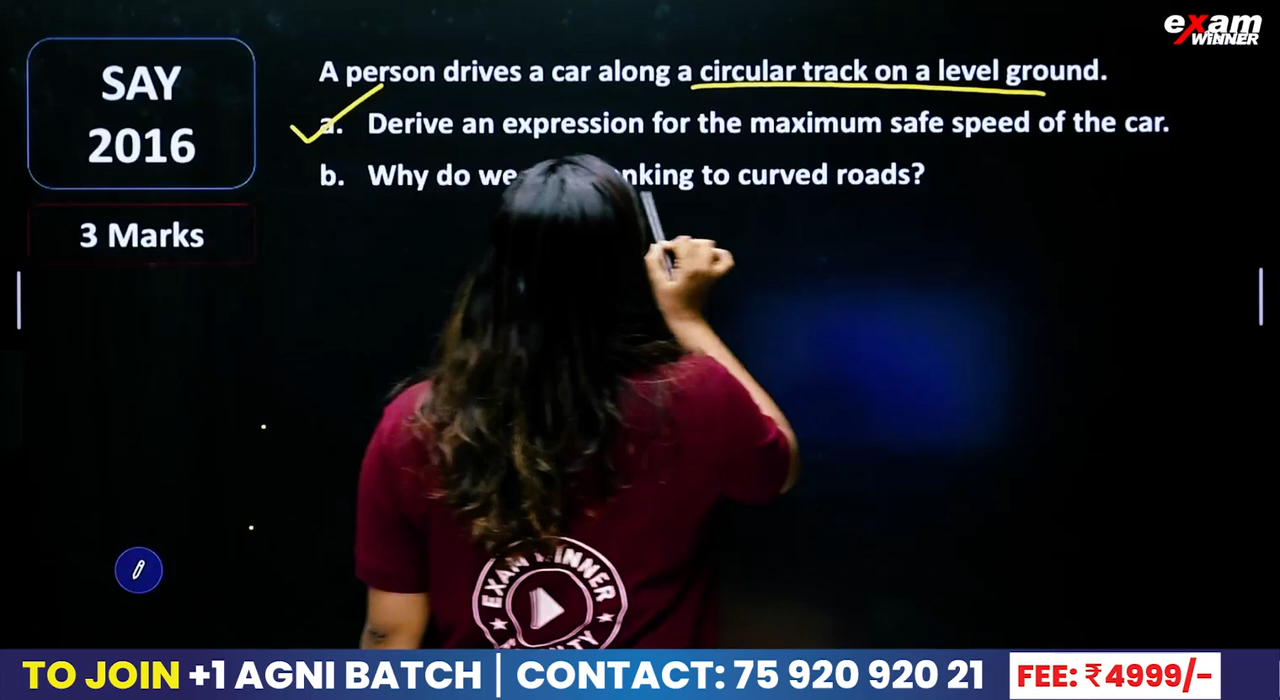 exam
WINNER
SAY
2016
3 Marks
A person drives a car along a circular track on a level ground.
a. Derive an expression for the maximum safe speed of the car.
b. Why do we nking to curved roads?
EXAM WINNER
TO JOIN +1 AGNI BATCH | CONTACT: 75 920 920 21
FEE: ₹4999/-